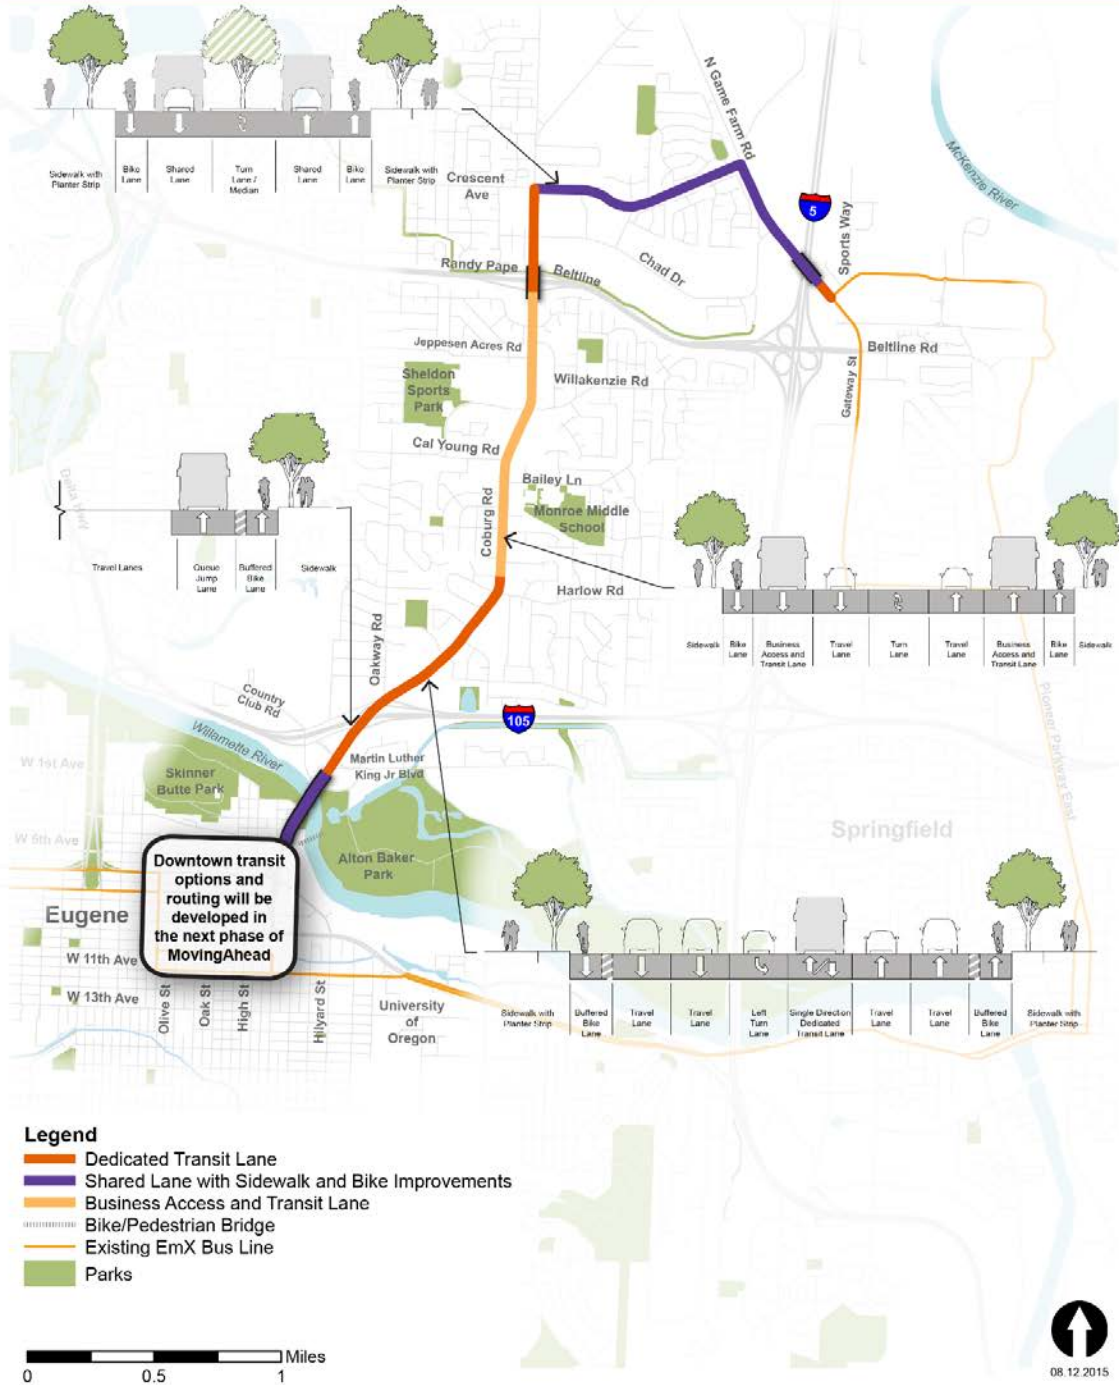 N Game Farm Rd
McKenzie River
Sidewalk with
Planter Strip
Bike
Lane
Shared
Lane
Turn
Lane /
Median
Shared
Lane
Bike
Lane
Sidewalk with
Planter Strip
Crescent
Ave
5
Sports Way
Randy Pape
Beltline
Chad Dr
Jeppesen Acres Rd
Beltline Rd
Sheldon
Sports
Park
Willakenzie Rd
Gateway St
Cal Young Rd
Delta Hwy
Bailey Ln
Monroe Middle
School
Coburg Rd
Travel Lanes
Queue
Jump
Lane
Buffered
Bike
Lane
Sidewalk
Harlow Rd
Sidewalk
Bike
Lane
Business
Access and
Transit Lane
Travel
Lane
Turn
Lane
Travel
Lane
Business
Access and
Transit Lane
Bike
Lane
Sidewalk
Oakway Rd
Country
Club Rd
Pioneer Parkway East
105
Willamette River
Martin Luther
King Jr Blvd
W 1st Ave
Skinner
Butte Park
W 6th Ave
Springfield
Downtown transit
options and
routing will be
developed in
the next phase of
MovingAhead
Alton Baker
Park
Eugene
W 11th Ave
W 13th Ave
Olive St
Oak St
High St
Hilyard St
University
of
Oregon
Sidewalk with
Planter Strip
Buffered
Bike
Lane
Travel
Lane
Travel
Lane
Left
Turn
Lane
Single Direction
Dedicated
Transit Lane
Travel
Lane
Travel
Lane
Buffered
Bike
Lane
Sidewalk with
Planter Strip
Legend
Dedicated Transit Lane
Shared Lane with Sidewalk and Bike Improvements
Business Access and Transit Lane
Bike/Pedestrian Bridge
Existing EmX Bus Line
Parks
Miles
0 0.5 1
08.12.2015